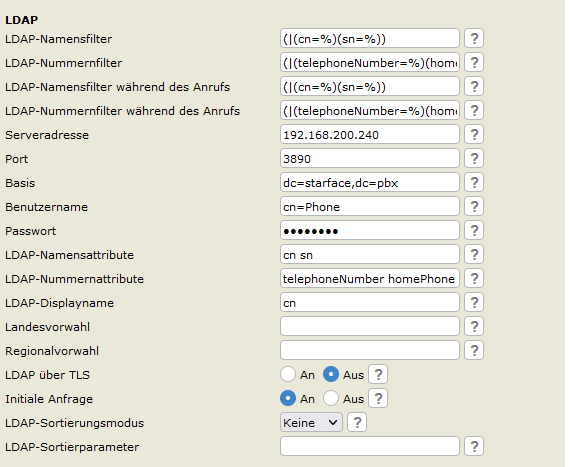 LDAP
LDAP-Namensfilter (|(cn=%)(sn=%)) ?
LDAP-Nummernfilter (|(telephoneNumber=%)(home ?
LDAP-Namensfilter während des Anrufs (|(cn=%)(sn=%)) ?
LDAP-Nummernfilter während des Anrufs (|(telephoneNumber=%)(home ?
Serveradresse 192.168.200.240 ?
Port 3890 ?
Basis dc=starface,dc=pbx ?
Benutzername cn=Phone ?
Passwort ●●●●●●●● ?
LDAP-Namensattribute cn sn ?
LDAP-Nummernattribute telephoneNumber homePhone ?
LDAP-Displayname cn ?
Landesvorwahl ?
Regionalvorwahl ?
LDAP über TLS An Aus ?
Initiale Anfrage An Aus ?
LDAP-Sortierungsmodus Keine ?
LDAP-Sortierparameter ?